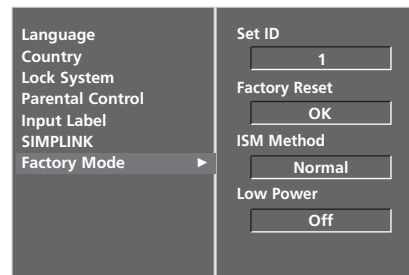 Language
Country
Lock System
Parental Control
Input Label
SIMPLINK
Factory Mode ►
Set ID
1
Factory Reset
OK
ISM Method
Normal
Low Power
Off